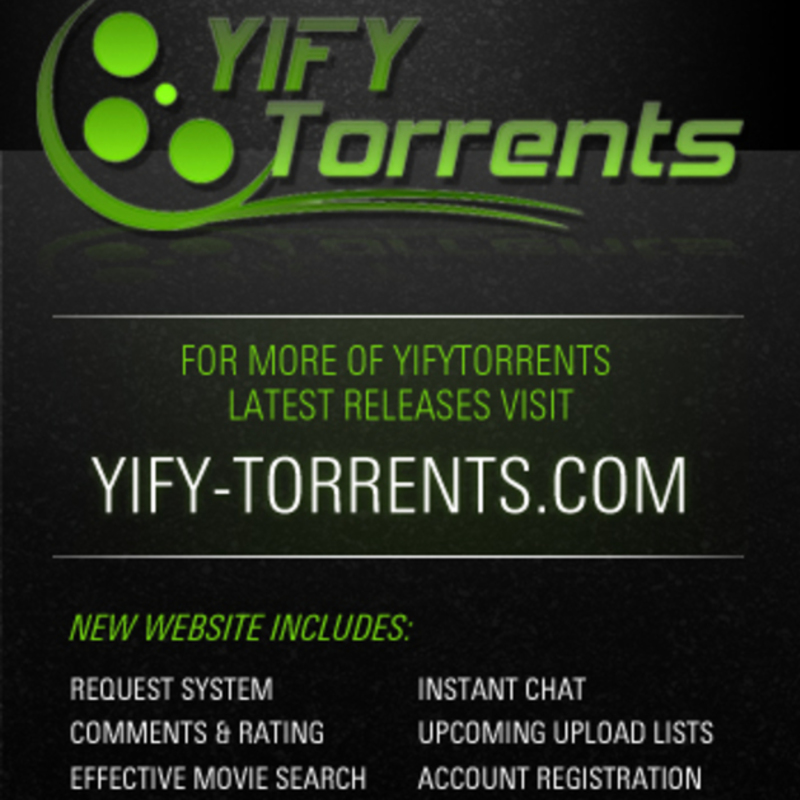 YIFY
Torrents
FOR MORE OF YIFYTORRENTS
LATEST RELEASES VISIT
YIFY-TORRENTS.COM
NEW WEBSITE INCLUDES:
REQUEST SYSTEM
INSTANT CHAT
COMMENTS & RATING
UPCOMING UPLOAD LISTS
EFFECTIVE MOVIE SEARCH
ACCOUNT REGISTRATION